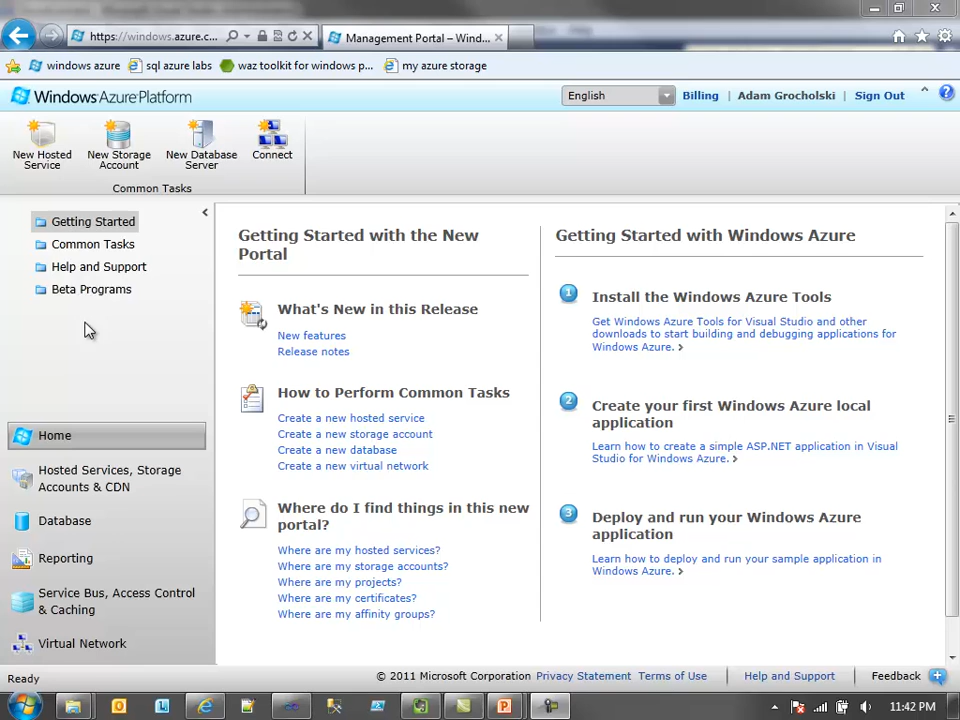 https://windows.azure.c...
Management Portal – Wind...
windows azure
sql azure labs
waz toolkit for windows p...
my azure storage
Windows Azure Platform
English
Billing
Adam Grocholski
Sign Out
New Hosted
Service
New Storage
Account
New Database
Server
Connect
Common Tasks
Getting Started
Common Tasks
Help and Support
Beta Programs
Home
Hosted Services, Storage
Accounts & CDN
Database
Reporting
Service Bus, Access Control
& Caching
Virtual Network
Getting Started with the New
Portal
What's New in this Release
New features
Release notes
How to Perform Common Tasks
Create a new hosted service
Create a new storage account
Create a new database
Create a new virtual network
Where do I find things in this new
portal?
Where are my hosted services?
Where are my storage accounts?
Where are my projects?
Where are my certificates?
Where are my affinity groups?
Getting Started with Windows Azure
1
Install the Windows Azure Tools
Get Windows Azure Tools for Visual Studio and other
downloads to start building and debugging applications for
Windows Azure.
2
Create your first Windows Azure local
application
Learn how to create a simple ASP.NET application in Visual
Studio for Windows Azure.
3
Deploy and run your Windows Azure
application
Learn how to deploy and run your sample application in
Windows Azure.
Ready
© 2011 Microsoft Corporation
Privacy Statement
Terms of Use
Help and Support
Feedback
11:42 PM